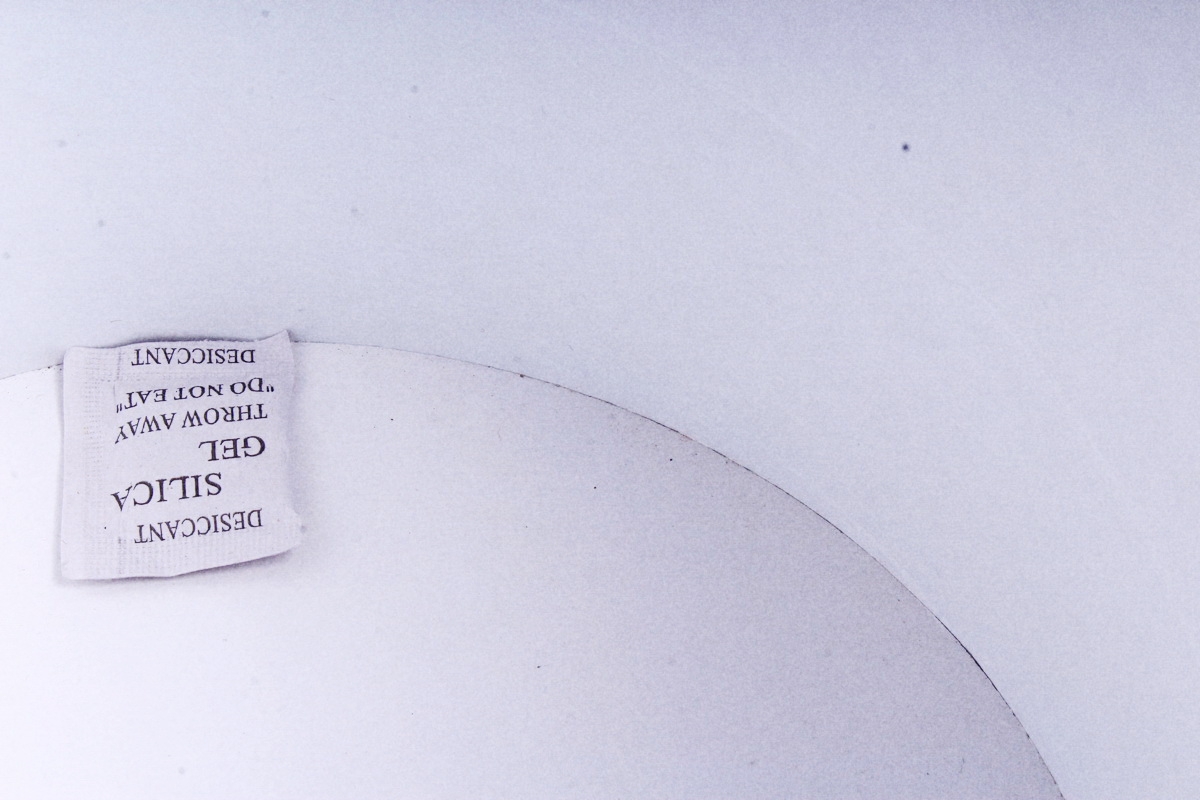 DESICCANT
SILICA
GEL
THROW AWAY
"DO NOT EAT"
DESICCANT